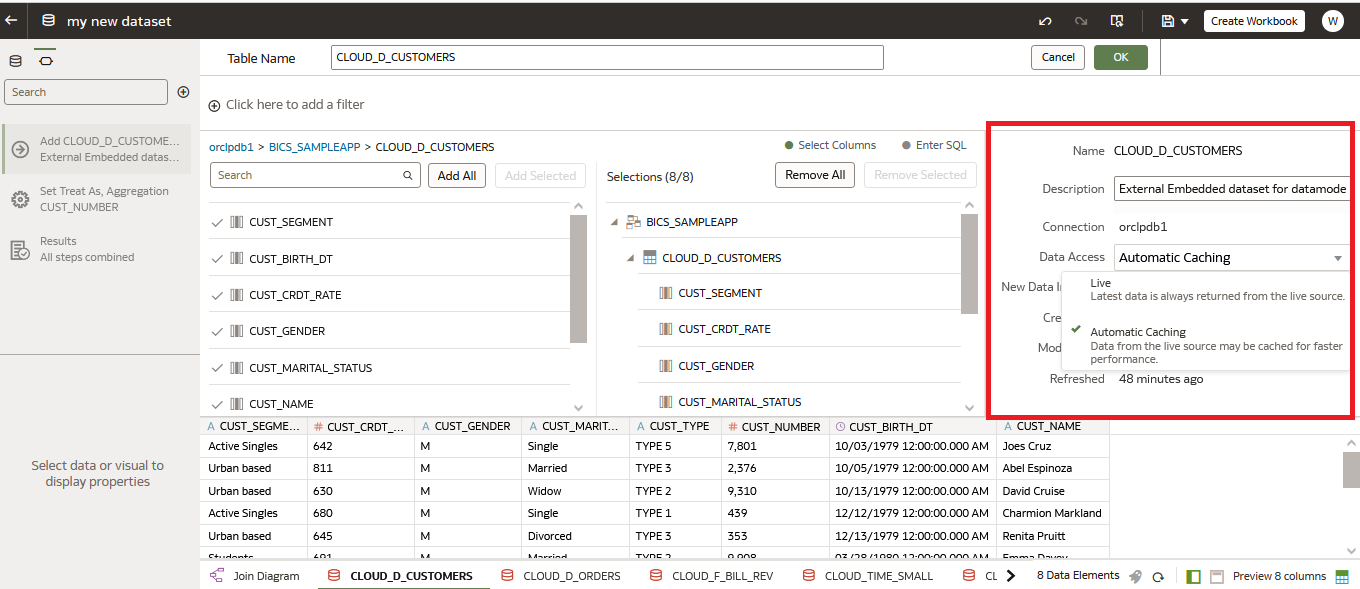 my new dataset
Create Workbook
W
Table Name
CLOUD_D_CUSTOMERS
Cancel
OK
Search
Click here to add a filter
Add CLOUD_D_CUSTOME...
External Embedded datas...
Set Treat As, Aggregation
CUST_NUMBER
Results
All steps combined
Select data or visual to
display properties
orclpdb1 > BICS_SAMPLEAPP > CLOUD_D_CUSTOMERS
Select Columns
Enter SQL
Search
Add All
Add Selected
Selections (8/8)
Remove All
Remove Selected
CUST_SEGMENT
CUST_BIRTH_DT
CUST_CRDT_RATE
CUST_GENDER
CUST_MARITAL_STATUS
CUST_NAME
BICS_SAMPLEAPP
CLOUD_D_CUSTOMERS
CUST_SEGMENT
CUST_CRDT_RATE
CUST_GENDER
CUST_MARITAL_STATUS
Name CLOUD_D_CUSTOMERS
Description External Embedded dataset for datamode
Connection orclpdb1
Data Access Automatic Caching
New Data I
Live
Latest data is always returned from the live source.
Cre
Automatic Caching
Mod
Data from the live source may be cached for faster
performance.
Refreshed 48 minutes ago
A CUST_SEGME... # CUST_CRDT_... A CUST_GENDER A CUST_MARIT... A CUST_TYPE # CUST_NUMBER CUST_BIRTH_DT A CUST_NAME
Active Singles 642 M Single TYPE 5 7,801 10/03/1979 12:00:00.000 AM Joes Cruz
Urban based 811 M Married TYPE 3 2,376 10/05/1979 12:00:00.000 AM Abel Espinoza
Urban based 630 M Widow TYPE 2 9,310 10/13/1979 12:00:00.000 AM David Cruise
Active Singles 680 M Single TYPE 1 439 12/12/1979 12:00:00.000 AM Charmion Markland
Urban based 645 M Divorced TYPE 3 353 12/13/1979 12:00:00.000 AM Renita Pruitt
Students 691 M Married TYPE 2 9,908 03/28/1980 12:00:00.000 AM Emma Davey
Join Diagram
CLOUD_D_CUSTOMERS
CLOUD_D_ORDERS
CLOUD_F_BILL_REV
CLOUD_TIME_SMALL
CL
8 Data Elements
Preview 8 columns